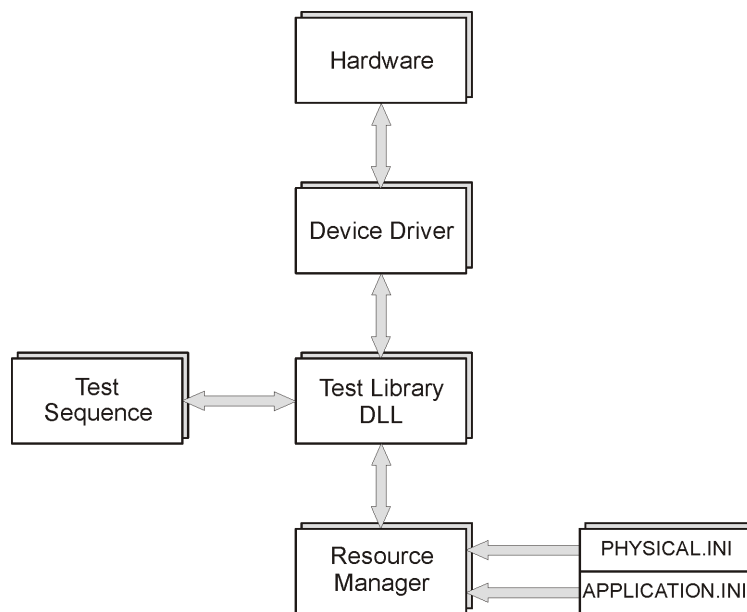 Hardware
Device Driver
Test
Sequence
Test Library
DLL
Resource
Manager
PHYSICAL.INI
APPLICATION.INI